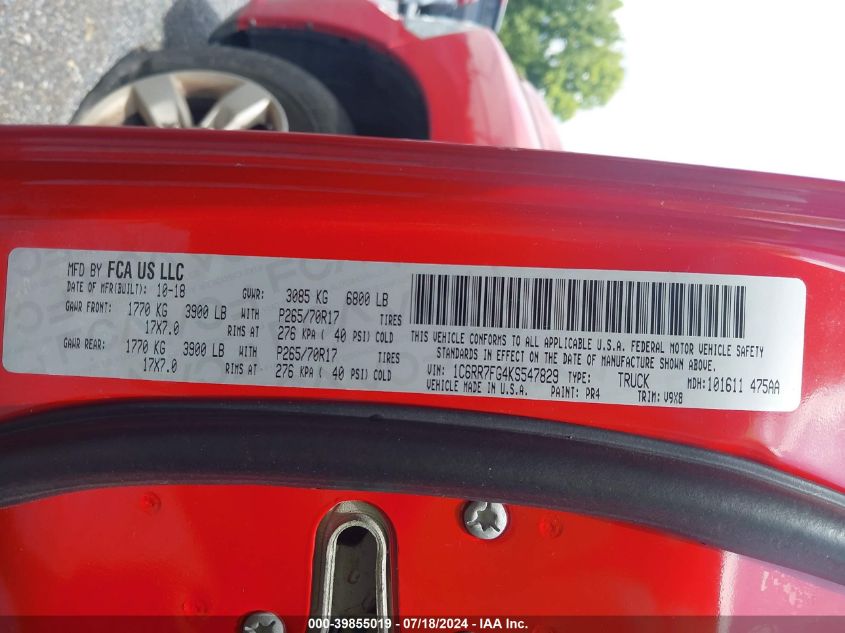 MFD BY FCA US LLC
DATE OF MFR(BUILT): 10-18 GVWR: 3085 KG 6800 LB
GAWR FRONT: 1770 KG 3900 LB WITH P265/70R17 TIRES
17X7.0 RIMS AT 276 KPA ( 40 PSI) COLD
GAWR REAR: 1770 KG 3900 LB WITH P265/70R17 TIRES
17X7.0 RIMS AT 276 KPA ( 40 PSI) COLD
THIS VEHICLE CONFORMS TO ALL APPLICABLE U.S.A. FEDERAL MOTOR VEHICLE SAFETY
STANDARDS IN EFFECT ON THE DATE OF MANUFACTURE SHOWN ABOVE.
VIN: 1C6RR7FG4KS547829 TYPE: TRUCK MDH:101611 475AA
VEHICLE MADE IN U.S.A. PAINT: PR4 TRIM: V9X8
000-39855019 - 07/18/2024 - IAA Inc.